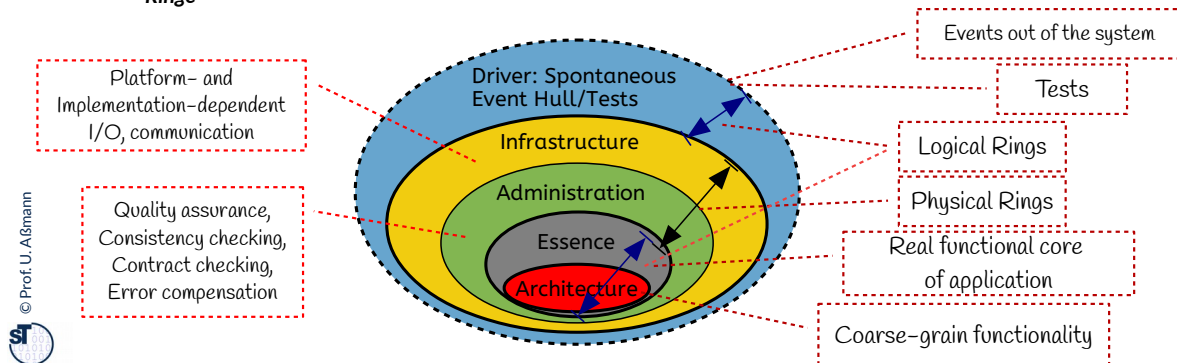 Rings
Events out of the system
Platform- and
Implementation-dependent
I/O, communication
Driver: Spontaneous
Event Hull/Tests
Tests
Infrastructure
Logical Rings
Administration
Physical Rings
Quality assurance,
Consistency checking,
Contract checking,
Error compensation
Essence
Real functional core
of application
Architecture
Coarse-grain functionality
© Prof. U. Aßmann
ST